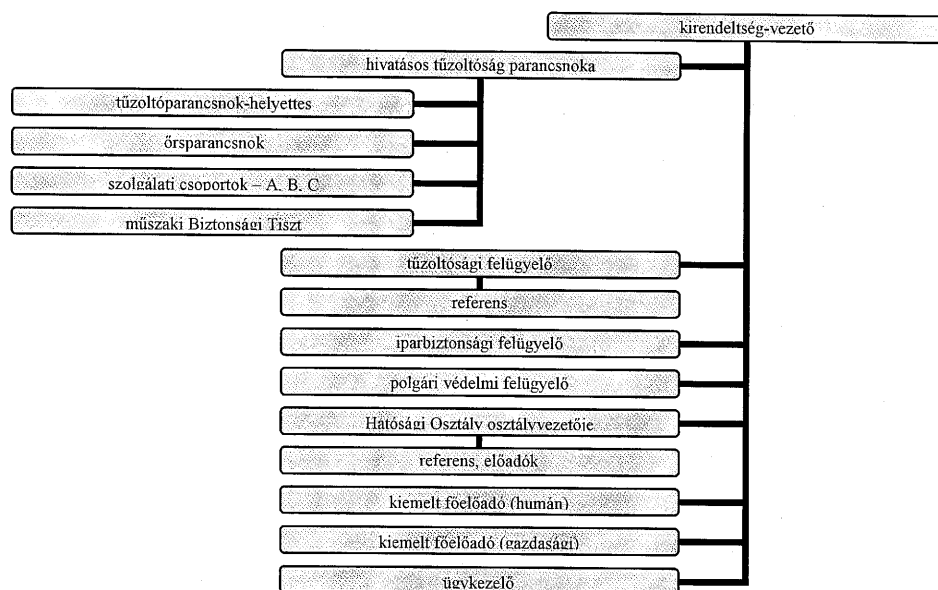 kirendeltség-vezető
hivatásos tűzoltóság parancsnoka
tűzoltóparancsnok-helyettes
őrsparancsnok
szolgálati csoportok – A, B, C
műszaki Biztonsági Tiszt
tűzoltósági felügyelő
referens
iparbiztonsági felügyelő
polgári védelmi felügyelő
Hatósági Osztály osztályvezetője
referens, előadók
kiemelt főelőadó (humán)
kiemelt főelőadó (gazdasági)
ügykezelő